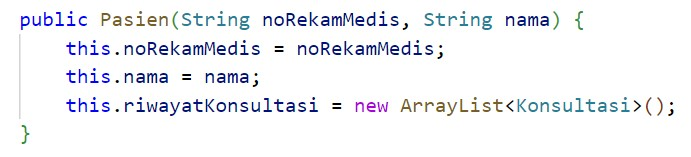 public Pasien(String noRekamMedis, String nama) {
    this.noRekamMedis = noRekamMedis;
    this.nama = nama;
    this.riwayatKonsultasi = new ArrayList<Konsultasi>();
}